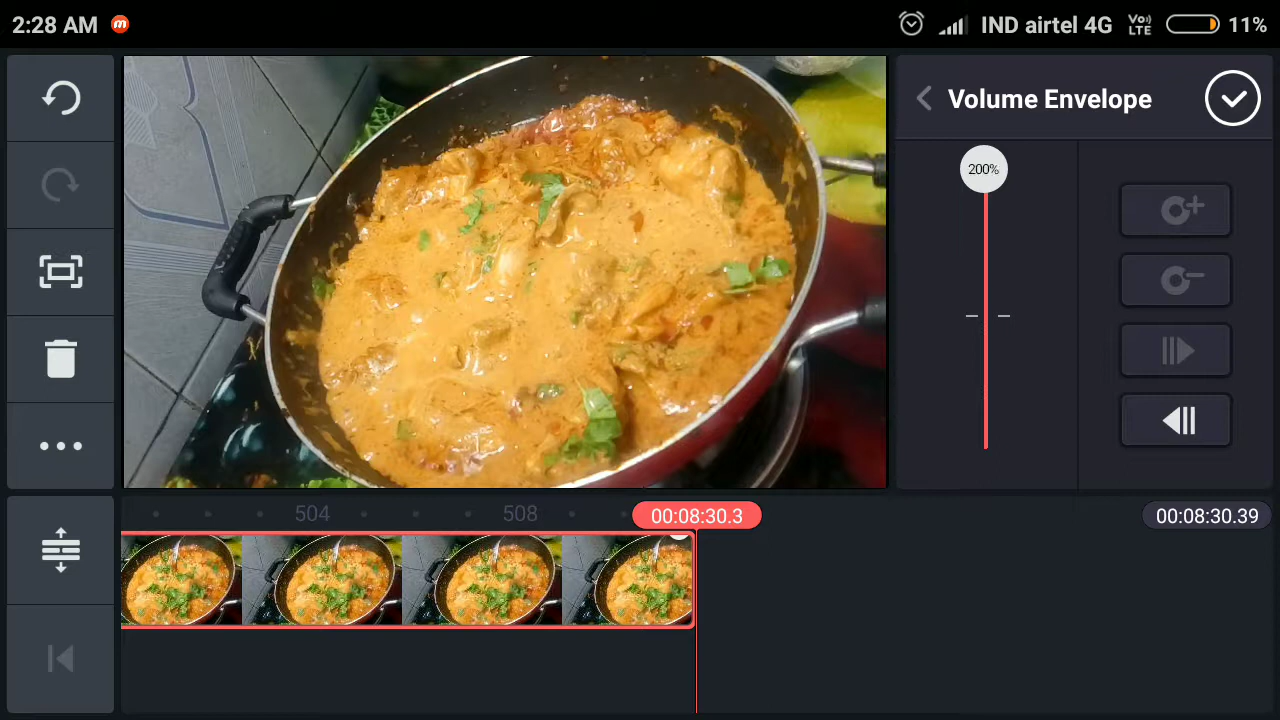 2:28 AM m IND airtel 4G Vo)) LTE 11%
Volume Envelope
200%
504 508 00:08:30.3 00:08:30.39